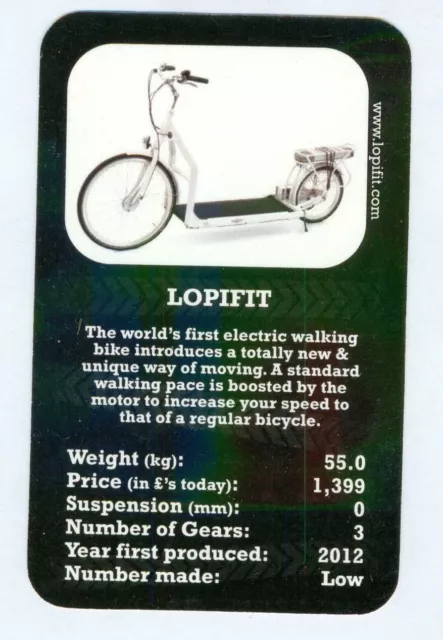 www.lopifit.com
LOPIFIT
The world's first electric walking
bike introduces a totally new &
unique way of moving. A standard
walking pace is boosted by the
motor to increase your speed to
that of a regular bicycle.
Weight (kg): 55.0
Price (in £'s today): 1,399
Suspension (mm): 0
Number of Gears: 3
Year first produced: 2012
Number made: Low